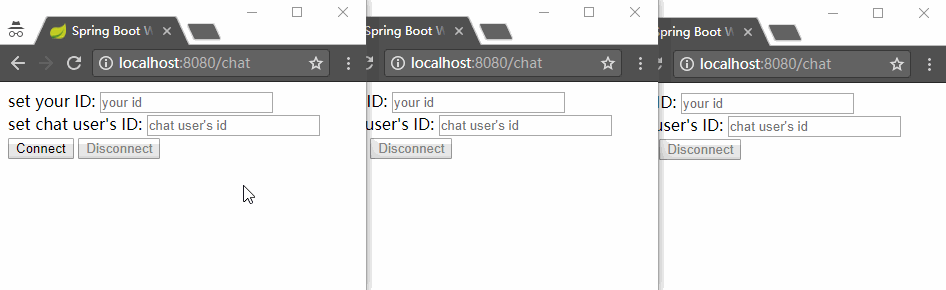 Spring Boot W
localhost:8080/chat
set your ID: your id
set chat user's ID: chat user's id
Connect Disconnect
Spring Boot W
localhost:8080/chat
ID: your id
user's ID: chat user's id
Disconnect
Spring Boot W
localhost:8080/chat
ID: your id
user's ID: chat user's id
Disconnect